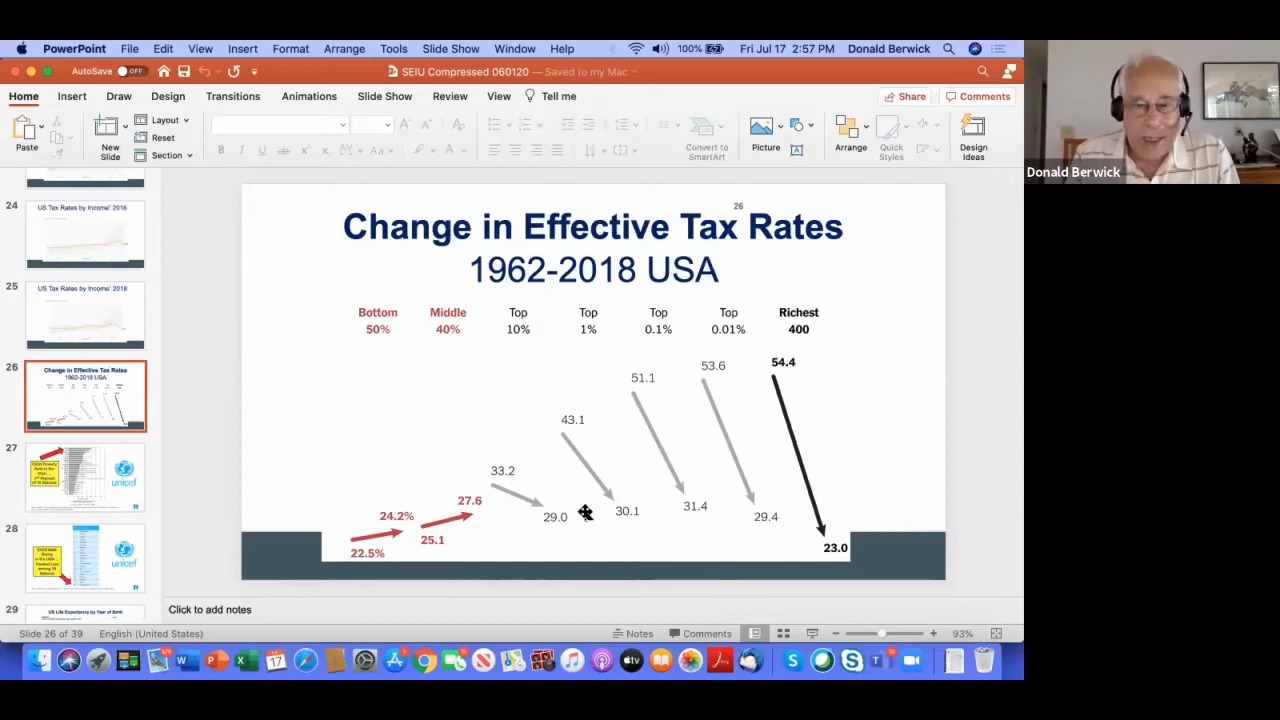 PowerPoint File Edit View Insert Format Arrange Tools Slide Show Window Help 100% Fri Jul 17 2:57 PM Donald Berwick
AutoSave OFF SEIU Compressed 060120 — Saved to my Mac
Home Insert Draw Design Transitions Animations Slide Show Review View Tell me Share Comments
Paste
New Slide
Layout
Reset
Section
Convert to SmartArt
Picture
Arrange
Quick Styles
Design Ideas
Donald Berwick
24
US Tax Rates by Income' 2016
25
US Tax Rates by Income' 2018
26
Change in Effective Tax Rates
1962-2018 USA
27
unicef
28
unicef
29
US Life Expectancy by Year of Birth
26
Change in Effective Tax Rates
1962-2018 USA
Bottom 50%
Middle 40%
Top 10%
Top 1%
Top 0.1%
Top 0.01%
Richest 400
22.5%
24.2%
25.1
27.6
33.2
29.0
43.1
30.1
51.1
31.4
53.6
29.4
54.4
23.0
Click to add notes
Slide 26 of 39 English (United States) Notes Comments 93%